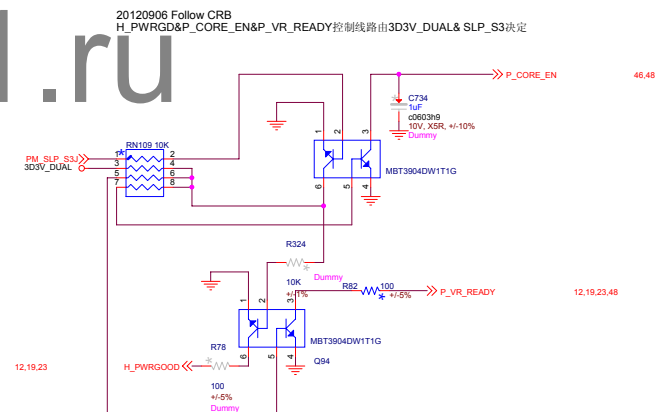 20120906 Follow CRB
H_PWRGD&P_CORE_EN&P_VR_READY控制线路由3D3V_DUAL& SLP_S3决定
1.ru
P_CORE_EN
46,48
C734
1uF
c0603h9
10V, X5R, +/-10%
Dummy
RN109 10K
PM_SLP_S3J
3D3V_DUAL
1
3
5
7
2
4
6
8
1
2
3
6
5
4
MBT3904DW1T1G
R324
Dummy
10K
+/-1%
R82
100
+/-5%
P_VR_READY
12,19,23,48
1
2
3
6
5
4
MBT3904DW1T1G
Q94
R78
12,19,23
H_PWRGOOD
100
+/-5%
Dummy